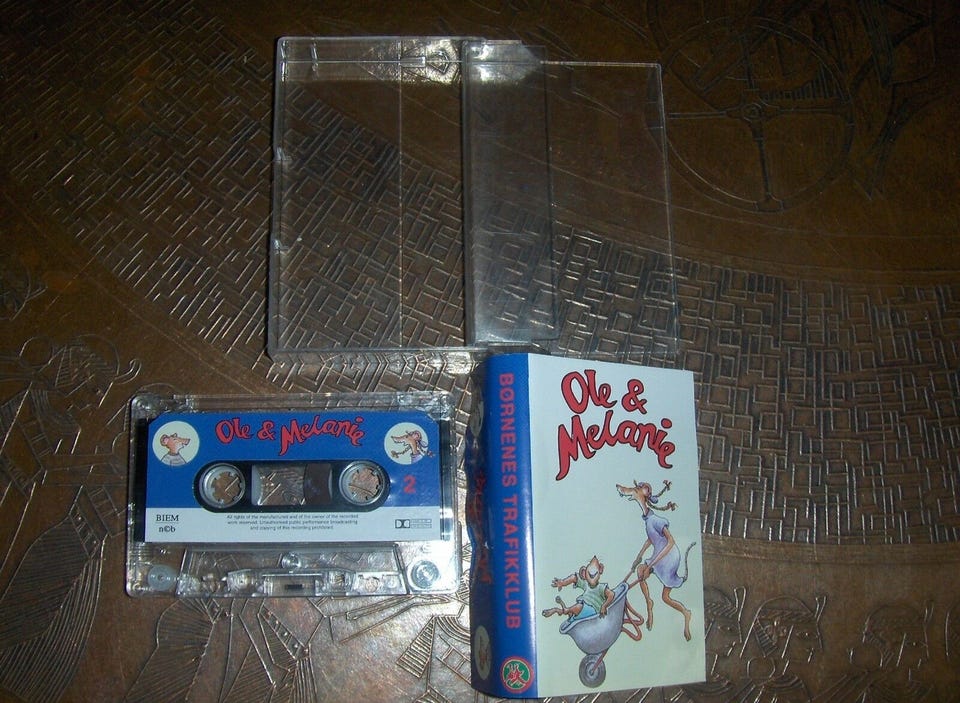 Ole & Melanie
2
BIEM
n©b
All rights of the manufacturer and of the owner of the recorded
work reserved. Unauthorised public performance broadcasting
and copying of this recording prohibited.
BØRNENES TRAFIKKLUB
Ole &
Melanie